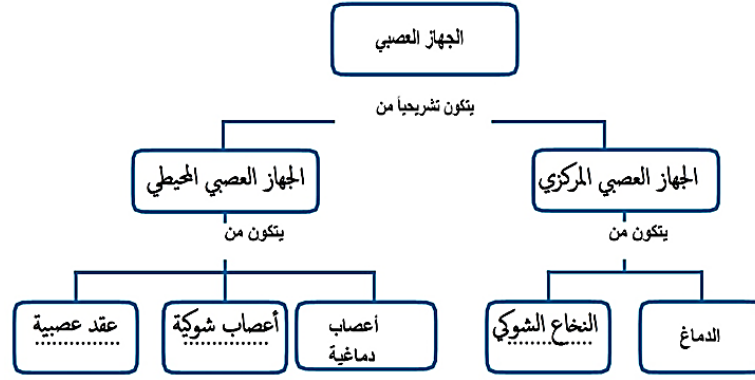 الجهاز العصبي
يتكون تشريحياً من
الجهاز العصبي المركزي
الجهاز العصبي المحيطي
يتكون من
يتكون من
الدماغ
النخاع الشوكي
أعصاب
دماغية
أعصاب شوكية
عقد عصبية